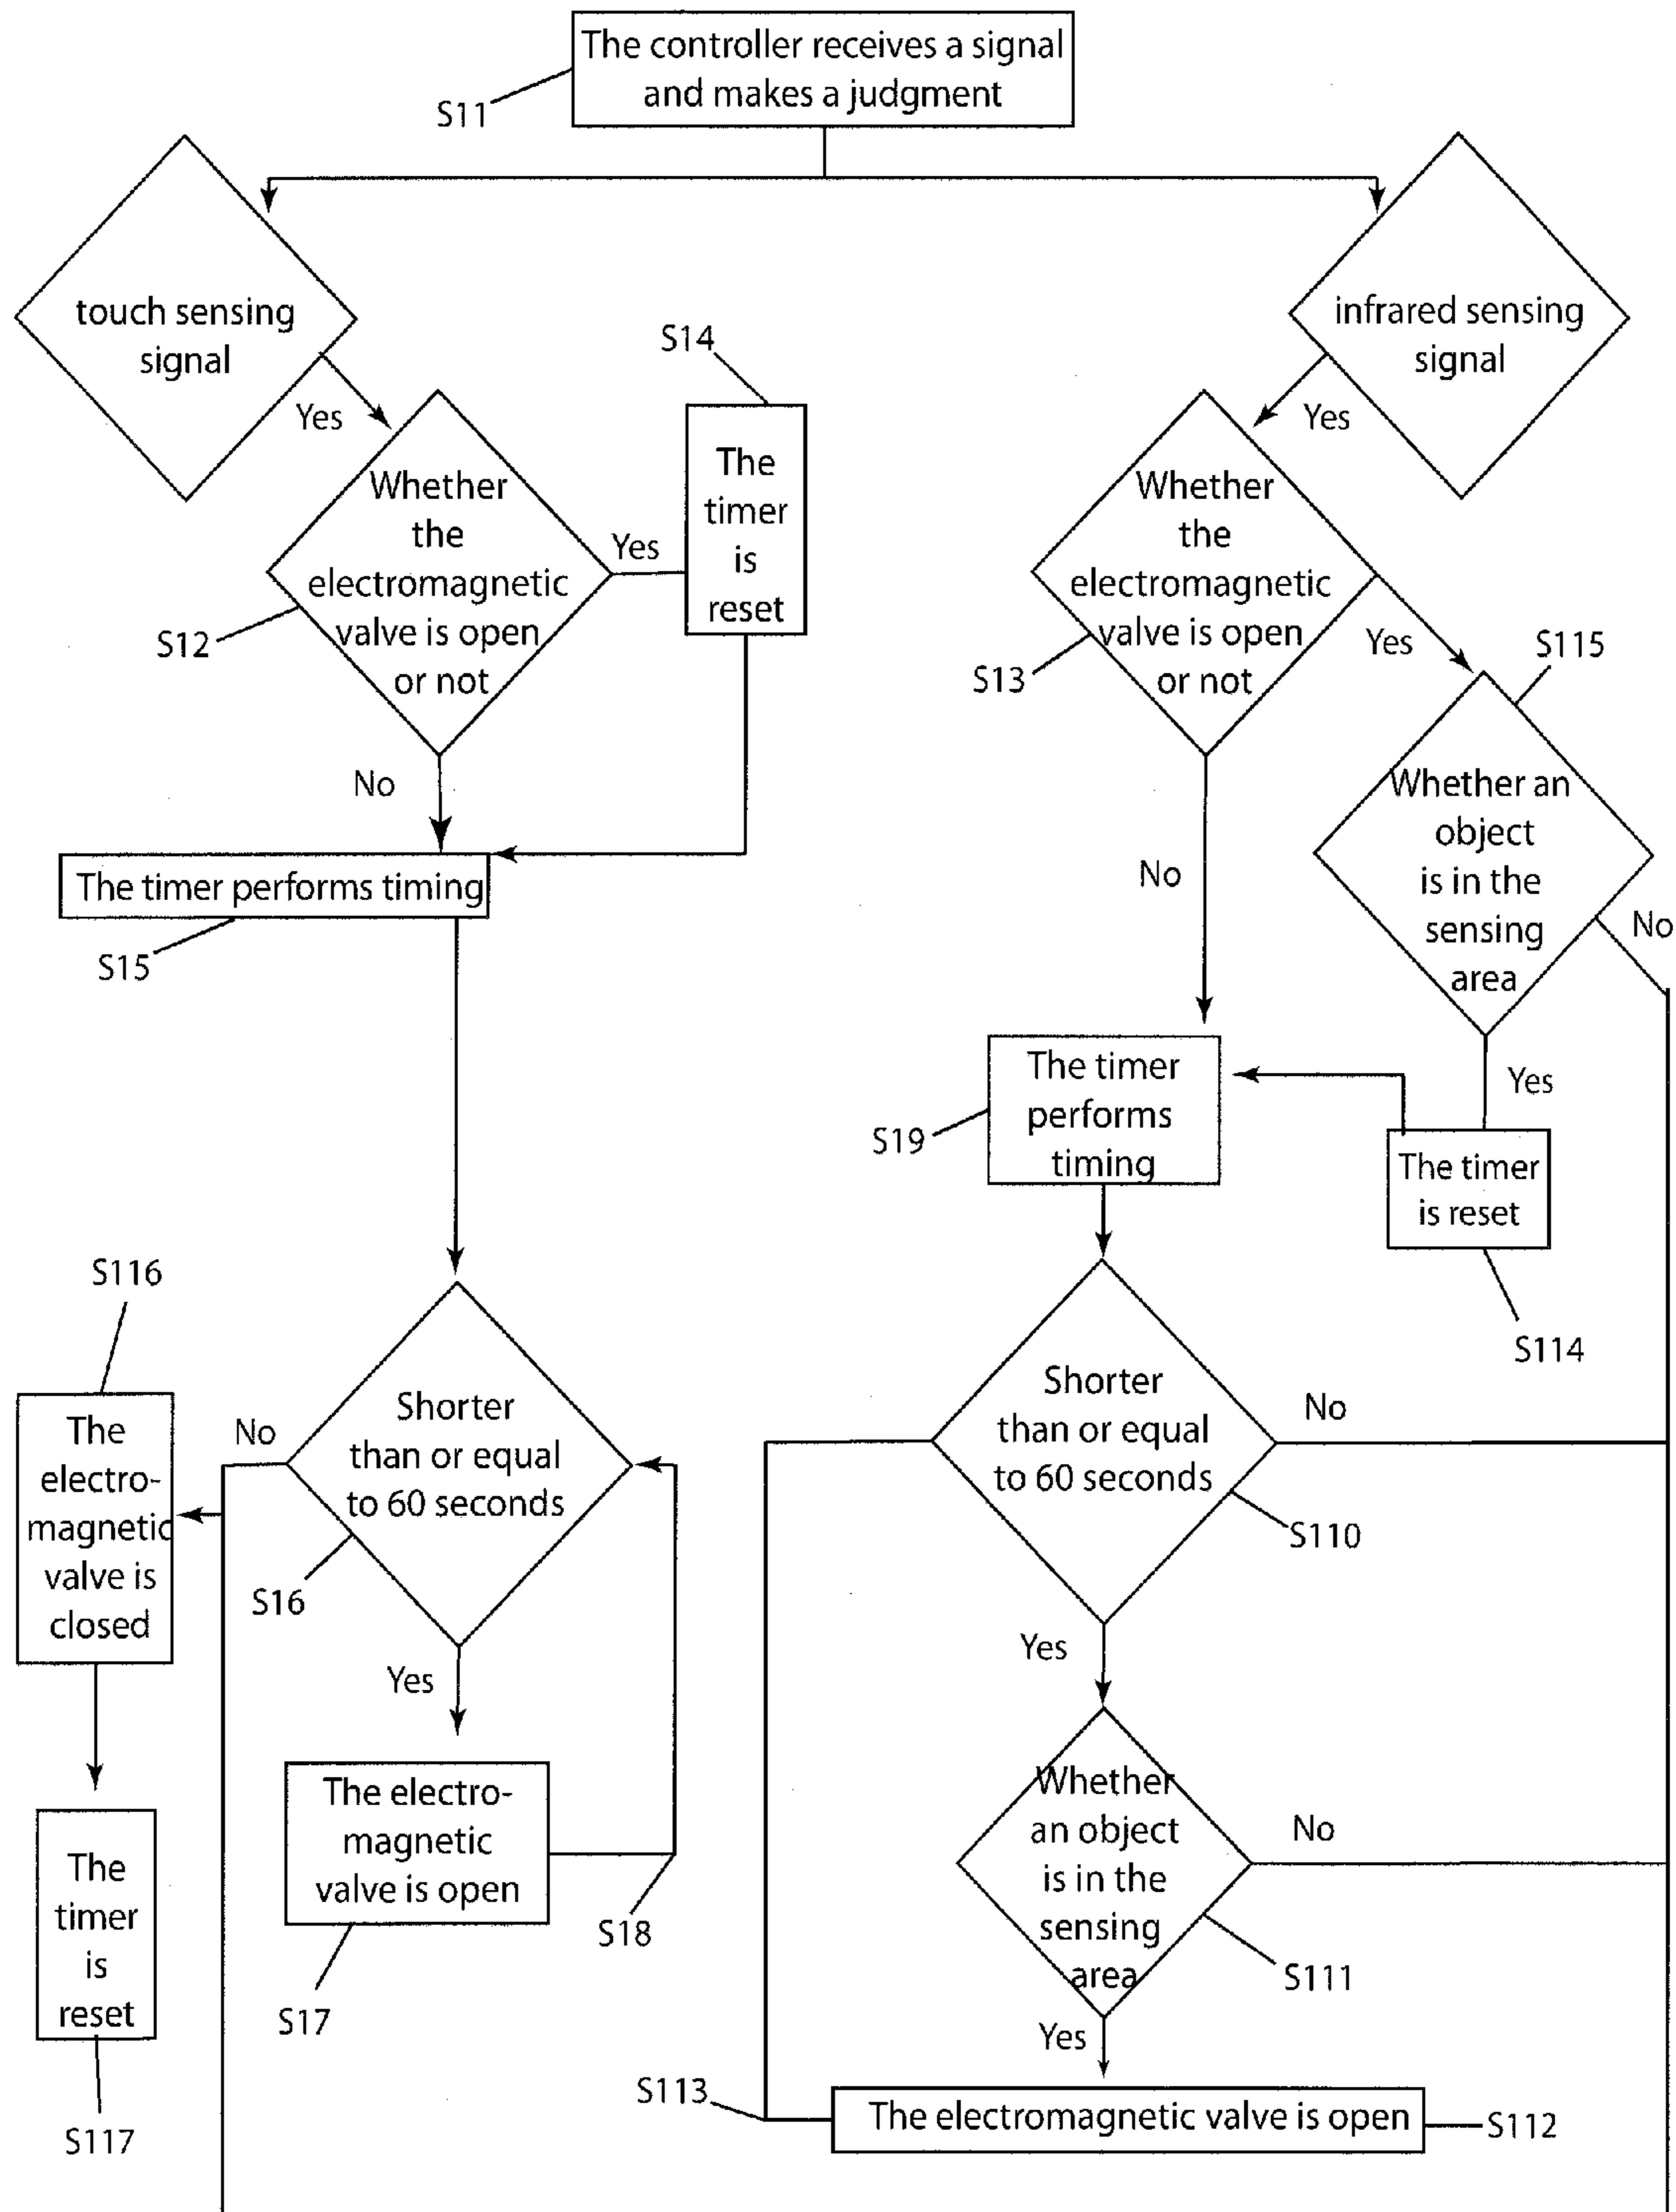 The controller receives a signal
and makes a judgment
S11
touch sensing
signal
Yes
infrared sensing
signal
Yes
S14
The
timer
is
reset
Whether
the
electromagnetic
valve is open
or not
Yes
S12
No
Whether
the
electromagnetic
valve is open
or not
Yes
S13
No
S115
Whether an
object
is in the
sensing
area
No
Yes
The timer performs timing
S15
The timer
performs
timing
S19
The timer
is reset
S114
S116
The
electro-
magnetic
valve is
closed
No
Shorter
than or equal
to 60 seconds
S16
Yes
Shorter
than or equal
to 60 seconds
No
S110
Yes
The electro-
magnetic
valve is open
S18
S17
The
timer
is
reset
S117
Whether
an object
is in the
sensing
area
No
S111
Yes
S113
The electromagnetic valve is open
S112